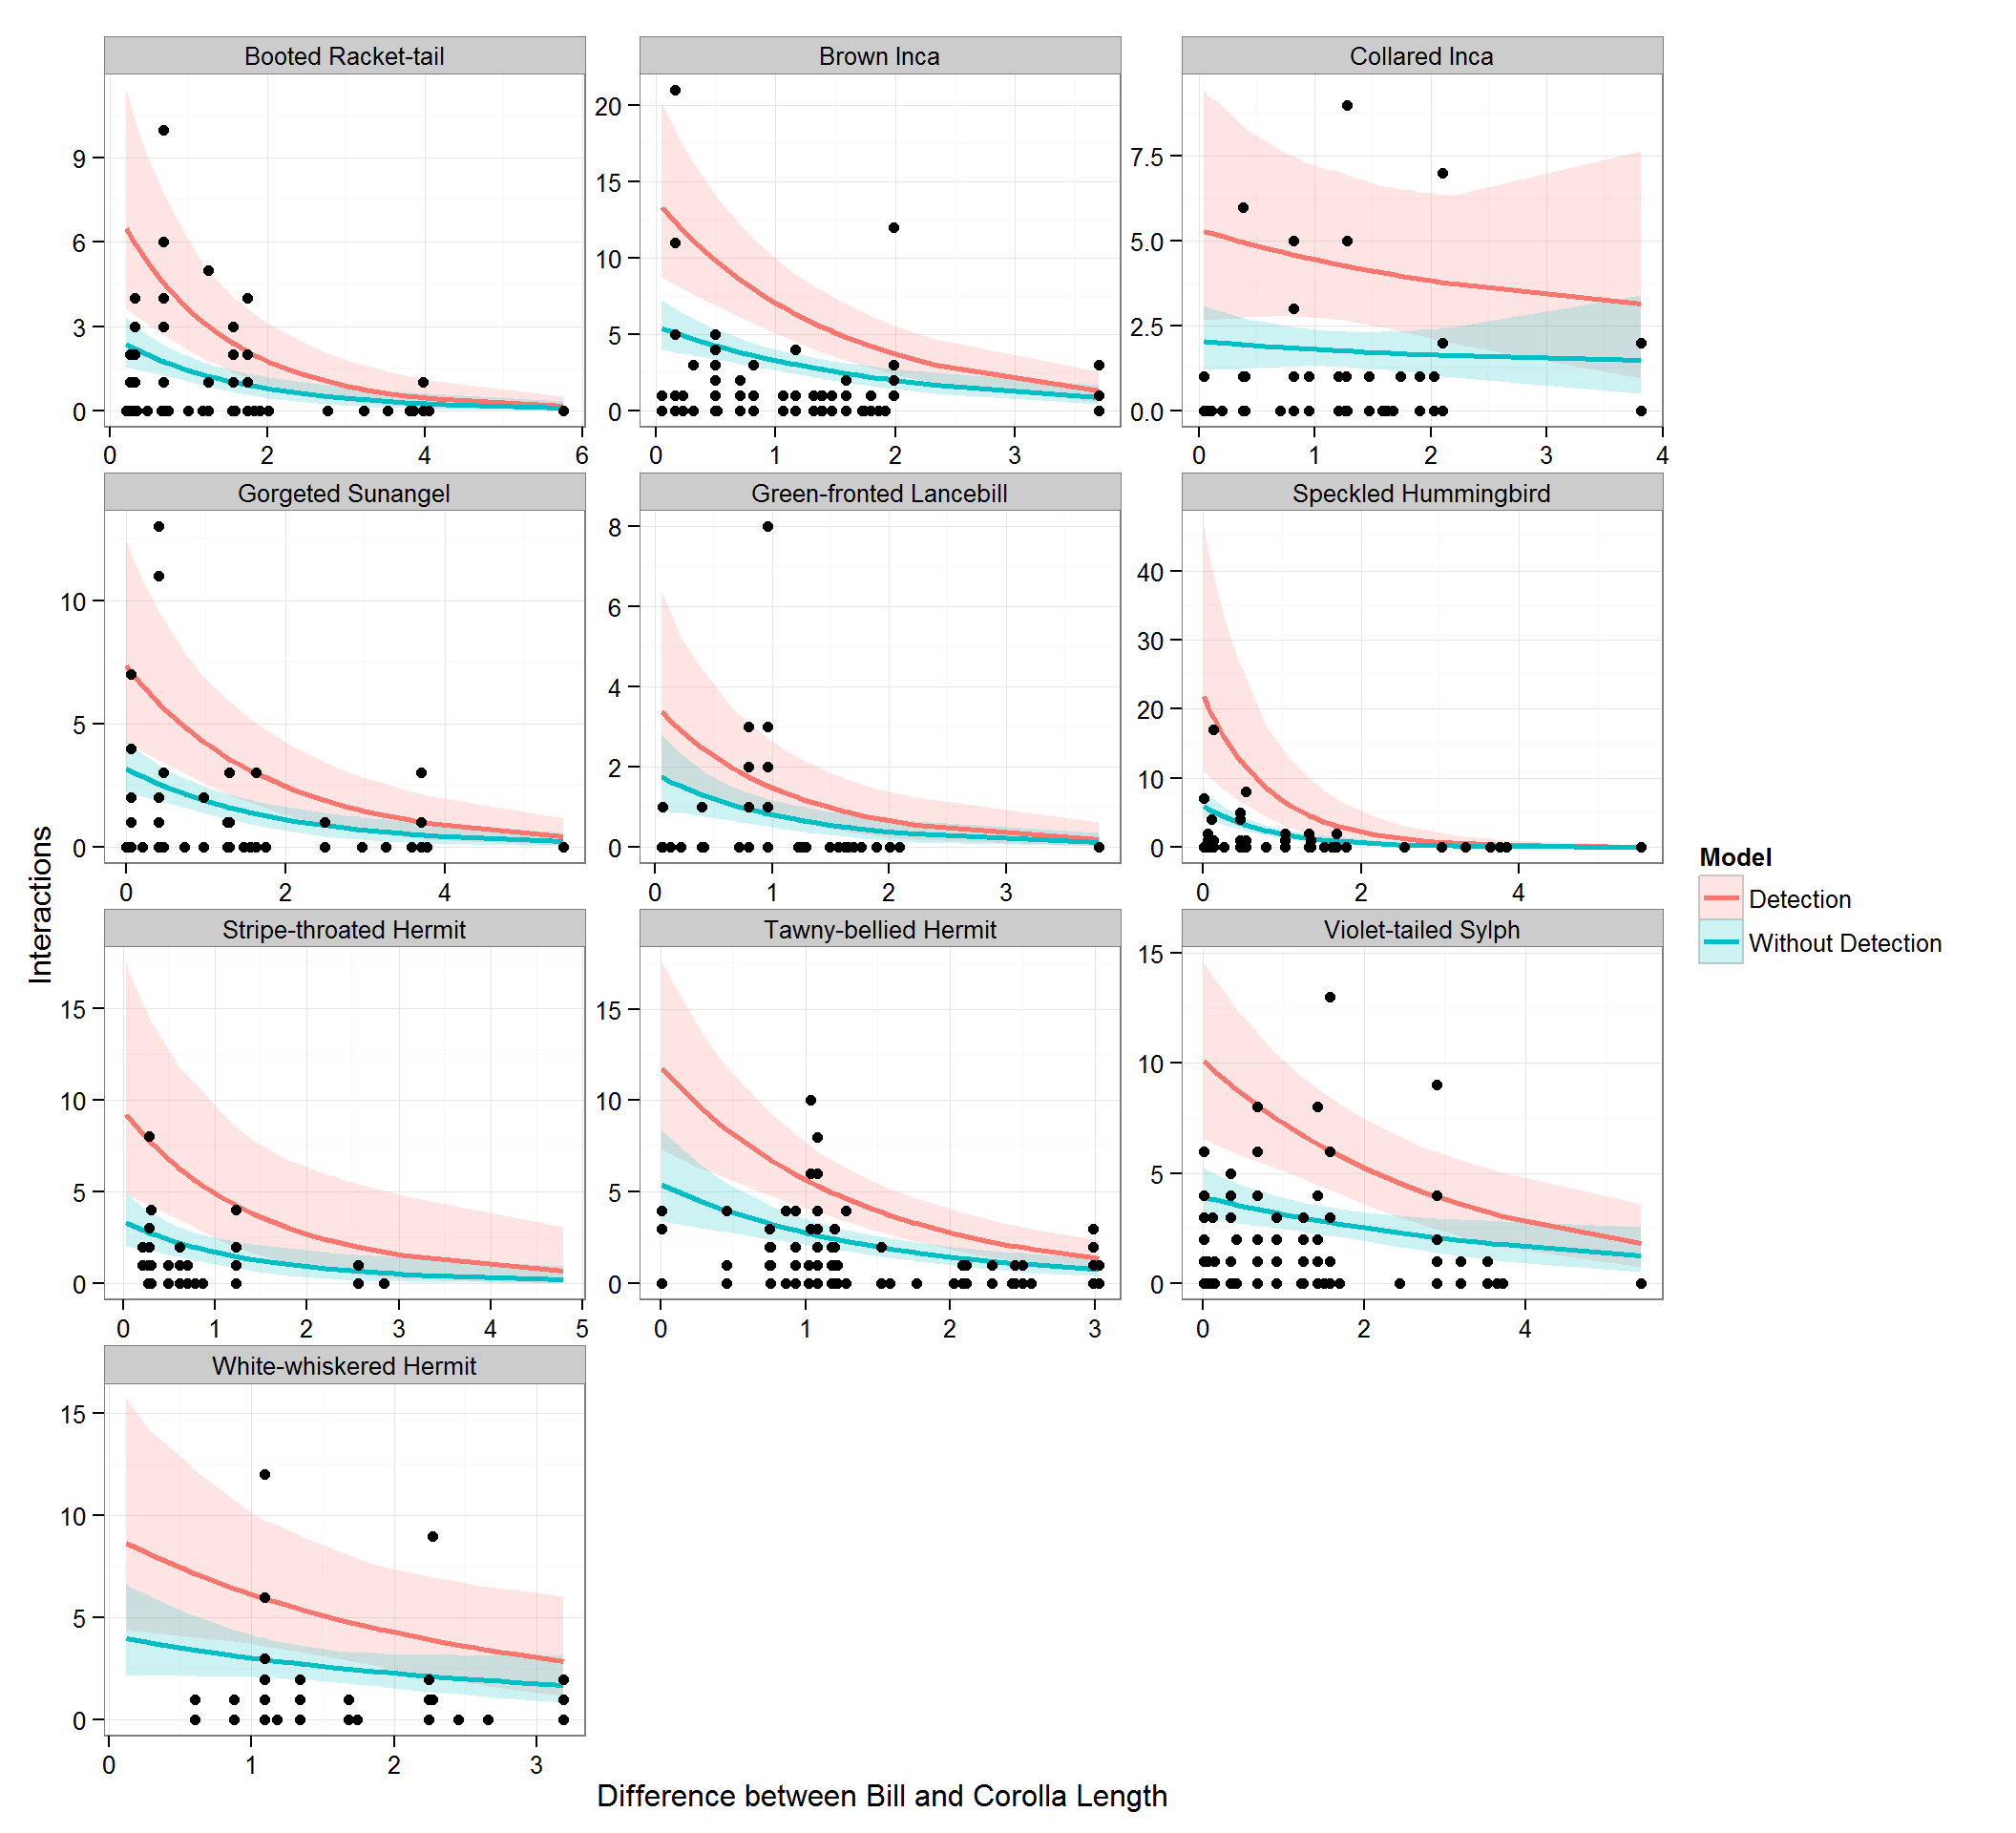 Booted Racket-tail Brown Inca Collared Inca
9 6 3 0
20 15 10 5 0
7.5 5.0 2.5 0.0
0 2 4 6 0 1 2 3 0 1 2 3 4
Gorgeted Sunangel Green-fronted Lancebill Speckled Hummingbird
10 5 0
8 6 4 2 0
40 30 20 10 0
0 2 4 0 1 2 3 0 2 4
Interactions
Model
Detection
Without Detection
Stripe-throated Hermit Tawny-bellied Hermit Violet-tailed Sylph
15 10 5 0
15 10 5 0
15 10 5 0
0 1 2 3 4 5 0 1 2 3 0 2 4
White-whiskered Hermit
15 10 5 0
0 1 2 3
Difference between Bill and Corolla Length